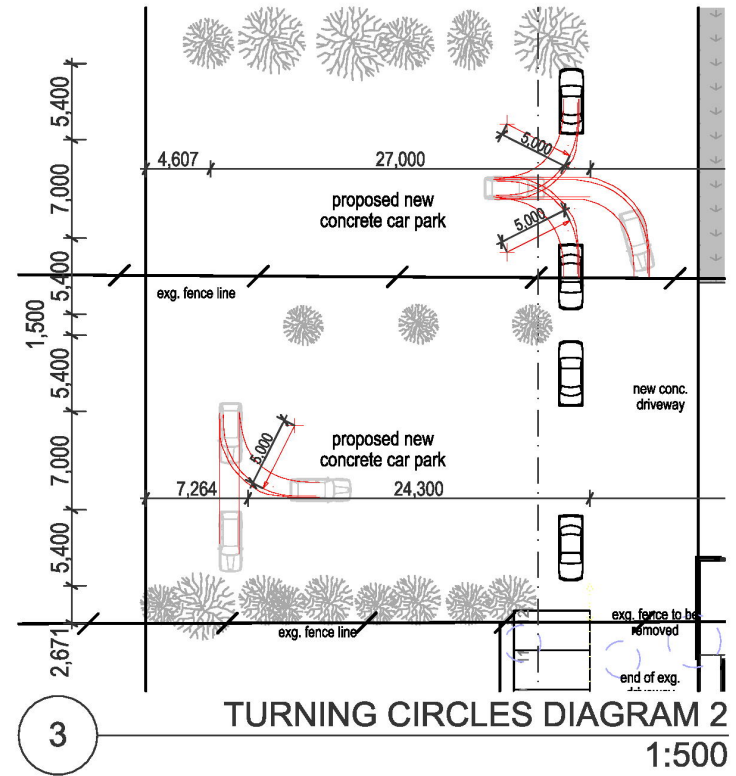 5,400
7,000
5,400
1,500
5,400
7,000
5,400
2,671
4,607
27,000
5.000
5.000
proposed new
concrete car park
exg. fence line
new conc.
driveway
proposed new
concrete car park
5.000
7,264
24,300
exg. fence line
12
11
exg. fence to be
removed
end of exg.
3
TURNING CIRCLES DIAGRAM 2
1:500